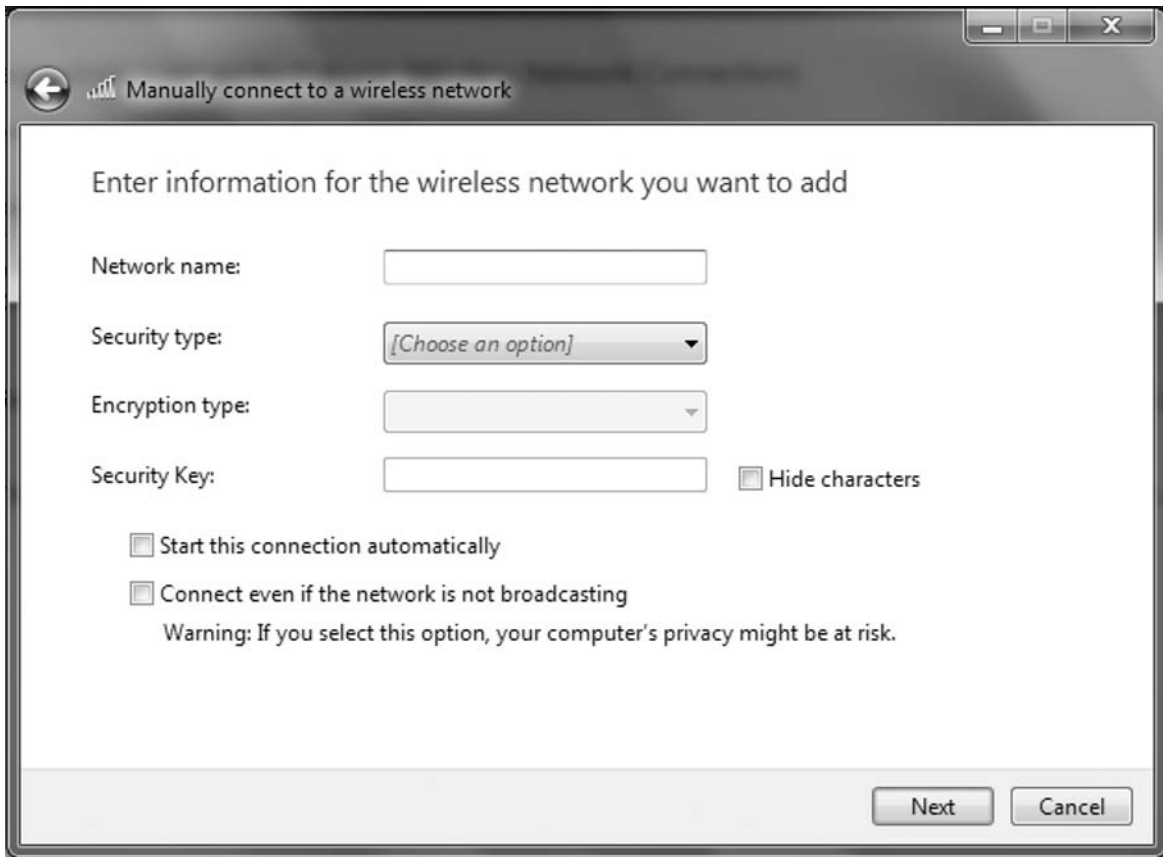 Manually connect to a wireless network
Enter information for the wireless network you want to add
Network name:
Security type:
[Choose an option]
Encryption type:
Security Key:
Hide characters
Start this connection automatically
Connect even if the network is not broadcasting
Warning: If you select this option, your computer's privacy might be at risk.
Next
Cancel